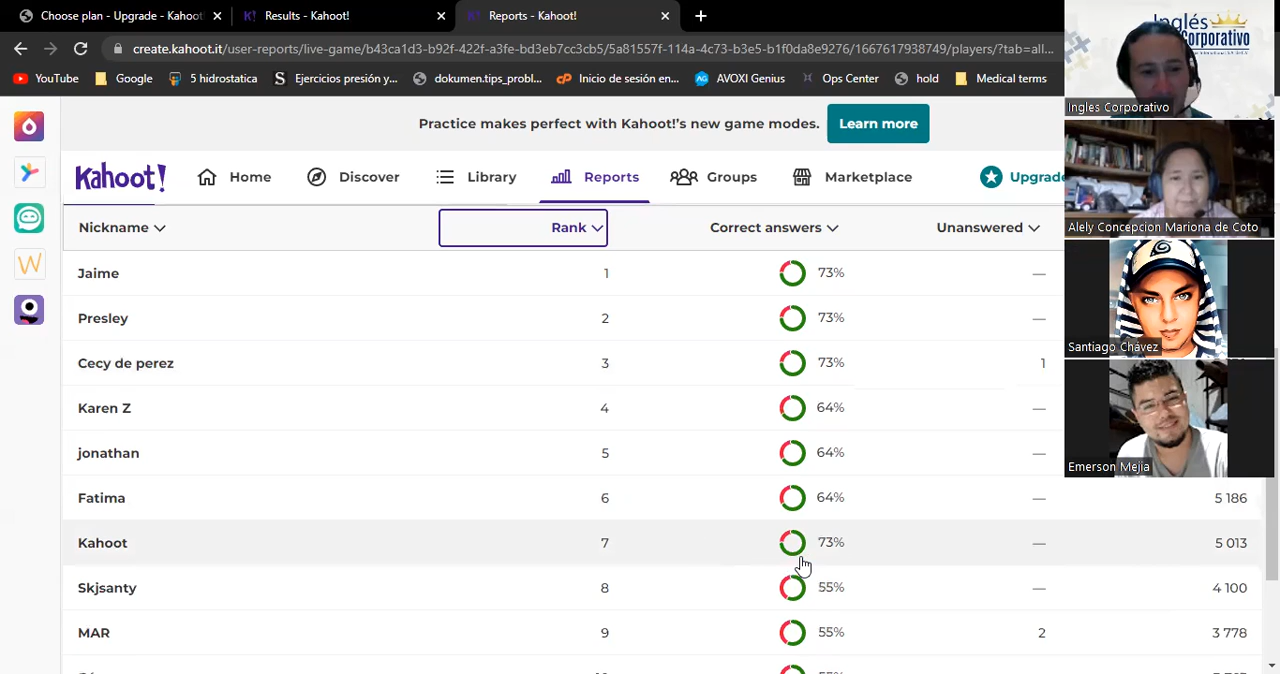 Choose plan - Upgrade - Kahoot!
Results - Kahoot!
Reports - Kahoot!
create.kahoot.it/user-reports/live-game/b43ca1d3-b92f-422f-a3fe-bd3eb7cc3cb5/5a81557f-114a-4c73-b3e5-b1f0da8e9276/1667617938749/players/?tab=all...
YouTube Google 5 hidrostatica Ejercicios presión y... dokumen.tips_probl... Inicio de sesión en... AVOXI Genius Ops Center hold Medical terms
Practice makes perfect with Kahoot!'s new game modes. Learn more
Kahoot! Home Discover Library Reports Groups Marketplace Upgrade
Nickname Rank Correct answers Unanswered
Jaime 1 73% —
Presley 2 73% —
Cecy de perez 3 73% 1
Karen Z 4 64% —
jonathan 5 64% —
Fatima 6 64% — 5 186
Kahoot 7 73% — 5 013
Skjsanty 8 55% — 4 100
MAR 9 55% 2 3 778
Inglés
Corporativo
Ingles Corporativo
Alely Concepcion Mariona de Coto
Santiago Chávez
Emerson Mejia